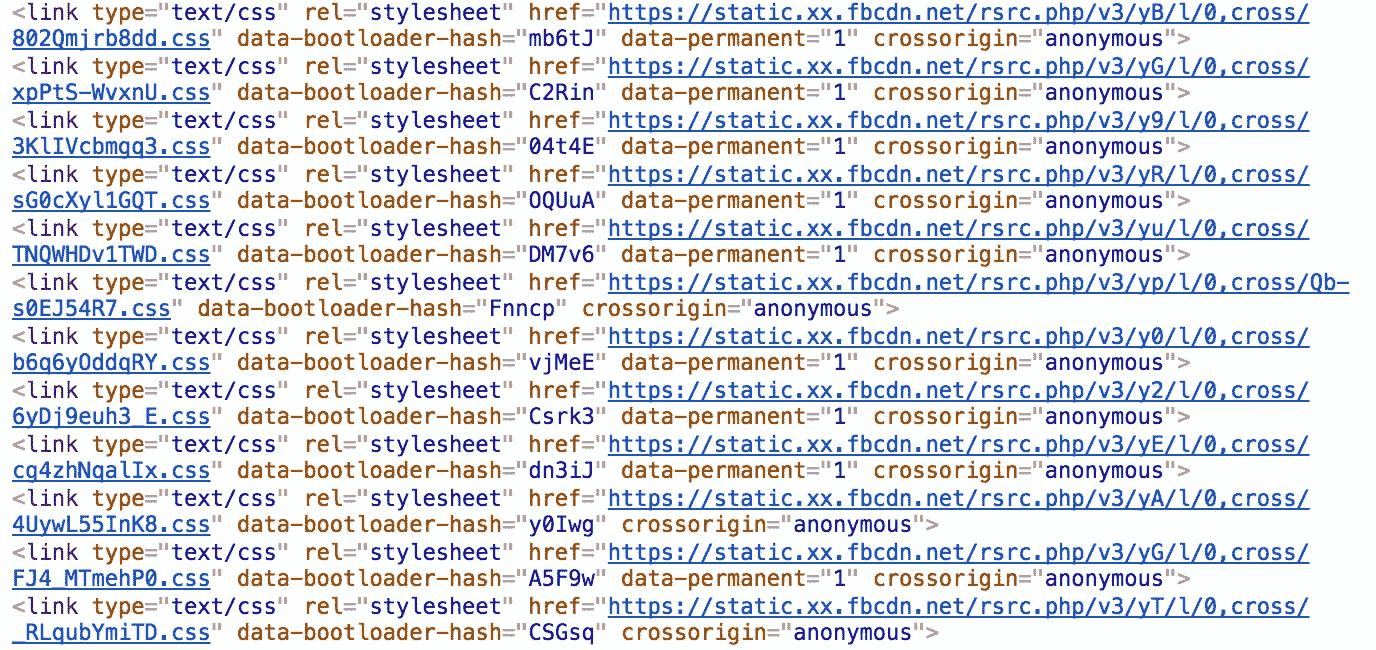 <link type="text/css" rel="stylesheet" href="https://static.xx.fbcdn.net/rsrc.php/v3/yB/l/0,cross/
802Qmjrb8dd.css" data-bootloader-hash="mb6tJ" data-permanent="1" crossorigin="anonymous">
<link type="text/css" rel="stylesheet" href="https://static.xx.fbcdn.net/rsrc.php/v3/yG/l/0,cross/
xpPtS-WvxnU.css" data-bootloader-hash="C2Rin" data-permanent="1" crossorigin="anonymous">
<link type="text/css" rel="stylesheet" href="https://static.xx.fbcdn.net/rsrc.php/v3/y9/l/0,cross/
3KlIVcbmgq3.css" data-bootloader-hash="04t4E" data-permanent="1" crossorigin="anonymous">
<link type="text/css" rel="stylesheet" href="https://static.xx.fbcdn.net/rsrc.php/v3/yR/l/0,cross/
sG0cXyl1GQT.css" data-bootloader-hash="OQUuA" data-permanent="1" crossorigin="anonymous">
<link type="text/css" rel="stylesheet" href="https://static.xx.fbcdn.net/rsrc.php/v3/yu/l/0,cross/
TNQWHDv1TWD.css" data-bootloader-hash="DM7v6" data-permanent="1" crossorigin="anonymous">
<link type="text/css" rel="stylesheet" href="https://static.xx.fbcdn.net/rsrc.php/v3/yp/l/0,cross/Qb-
s0EJ54R7.css" data-bootloader-hash="Fnncp" crossorigin="anonymous">
<link type="text/css" rel="stylesheet" href="https://static.xx.fbcdn.net/rsrc.php/v3/y0/l/0,cross/
b6q6yOddqRY.css" data-bootloader-hash="vjMeE" data-permanent="1" crossorigin="anonymous">
<link type="text/css" rel="stylesheet" href="https://static.xx.fbcdn.net/rsrc.php/v3/y2/l/0,cross/
6yDj9euh3_E.css" data-bootloader-hash="Csrk3" data-permanent="1" crossorigin="anonymous">
<link type="text/css" rel="stylesheet" href="https://static.xx.fbcdn.net/rsrc.php/v3/yE/l/0,cross/
cg4zhNqalIx.css" data-bootloader-hash="dn3iJ" data-permanent="1" crossorigin="anonymous">
<link type="text/css" rel="stylesheet" href="https://static.xx.fbcdn.net/rsrc.php/v3/yA/l/0,cross/
4UywL55InK8.css" data-bootloader-hash="y0Iwg" crossorigin="anonymous">
<link type="text/css" rel="stylesheet" href="https://static.xx.fbcdn.net/rsrc.php/v3/yG/l/0,cross/
FJ4_MTmehP0.css" data-bootloader-hash="A5F9w" data-permanent="1" crossorigin="anonymous">
<link type="text/css" rel="stylesheet" href="https://static.xx.fbcdn.net/rsrc.php/v3/yT/l/0,cross/
_RLqubYmiTD.css" data-bootloader-hash="CSGsq" crossorigin="anonymous">